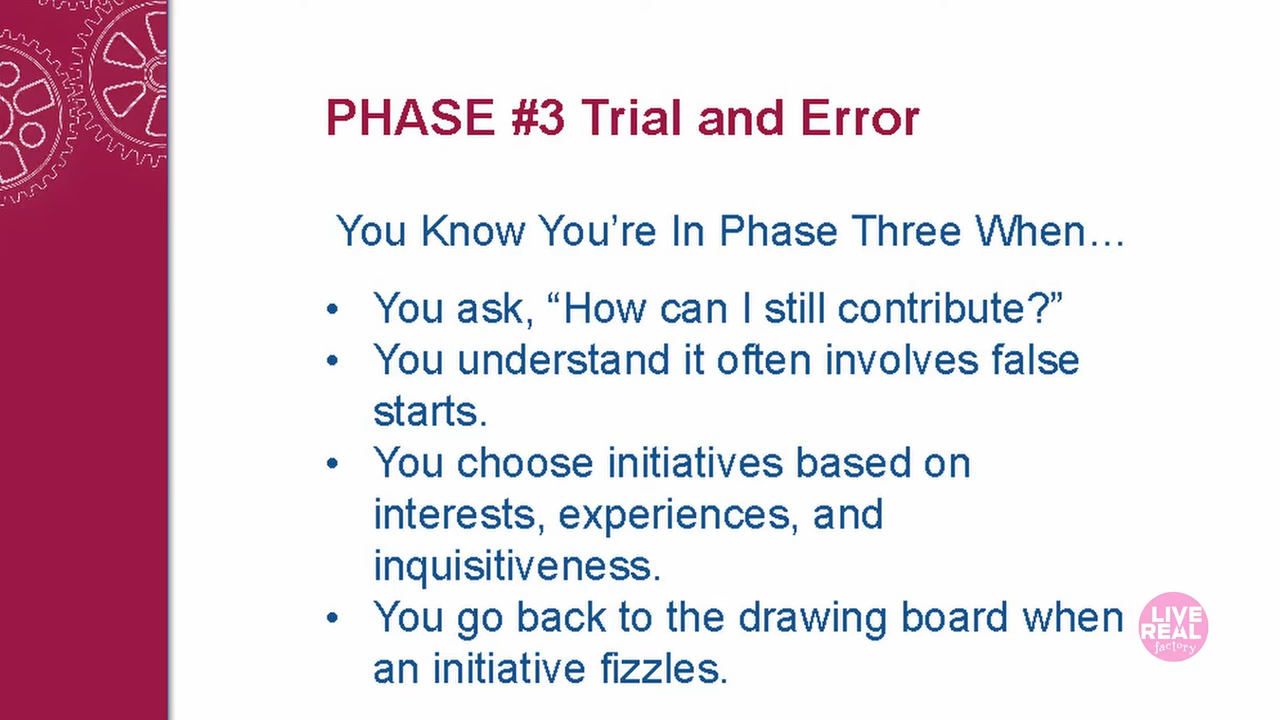 PHASE #3 Trial and Error
You Know You’re In Phase Three When…
• You ask, “How can I still contribute?”
• You understand it often involves false
starts.
• You choose initiatives based on
interests, experiences, and
inquisitiveness.
• You go back to the drawing board when
an initiative fizzles.
LIVE
REAL
factory